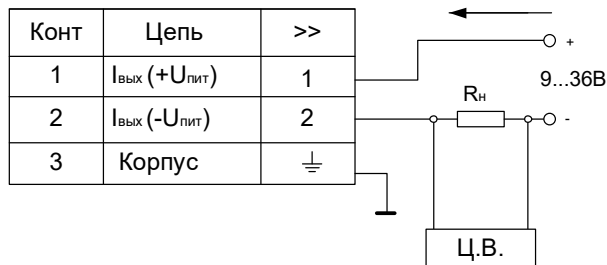 Конт Цепь >>
1 Iвых (+Uпит) 1
2 Iвых (-Uпит) 2
3 Корпус
+
9...36В
Rн
-
Ц.В.